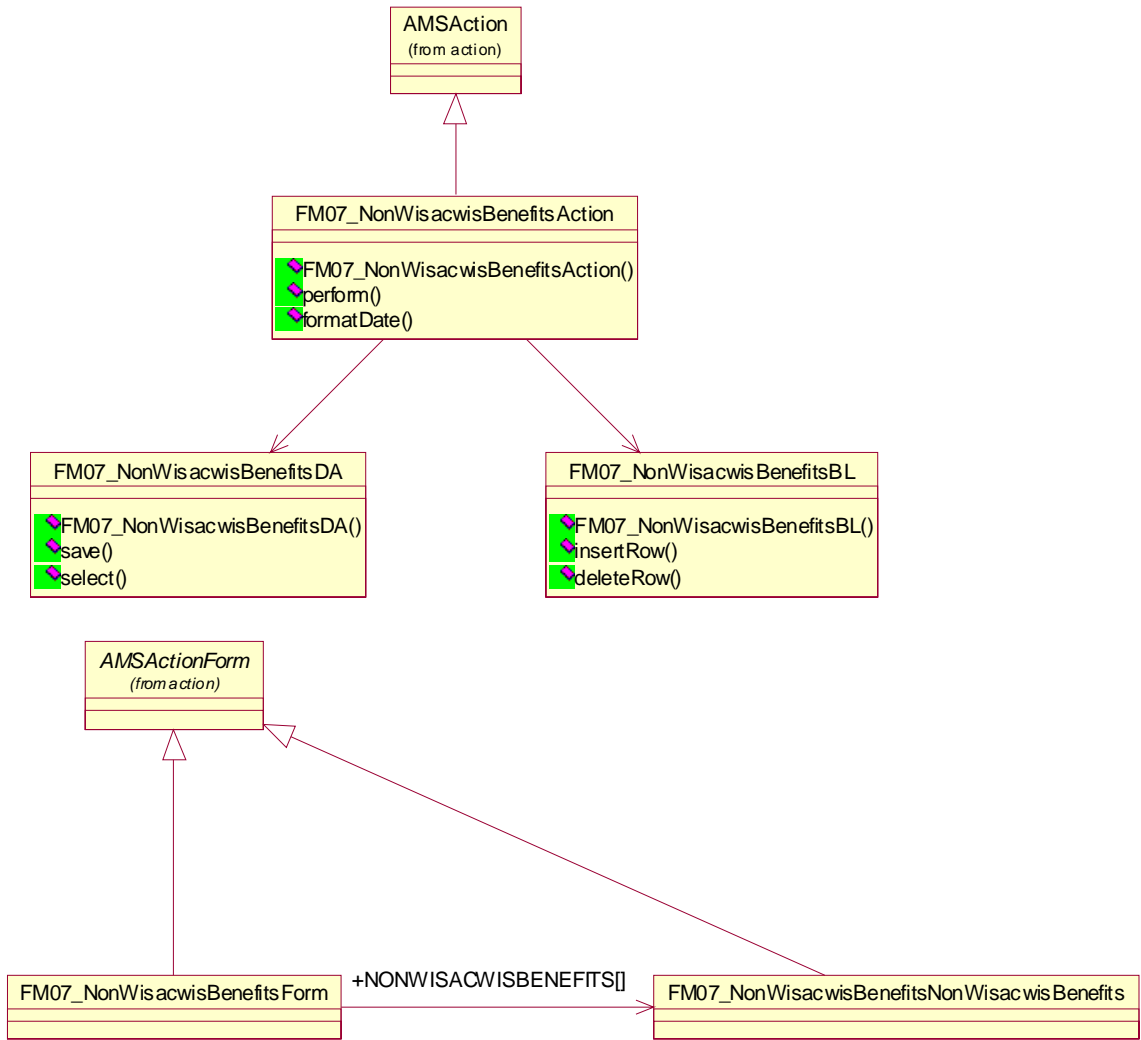 AMSAction
(from action)
FM07_NonWisacwisBenefitsAction
FM07_NonWisacwisBenefitsAction()
perform()
formatDate()
FM07_NonWisacwisBenefitsDA
FM07_NonWisacwisBenefitsDA()
save()
select()
FM07_NonWisacwisBenefitsBL
FM07_NonWisacwisBenefitsBL()
insertRow()
deleteRow()
AMSActionForm
(from action)
FM07_NonWisacwisBenefitsForm
+NONWISACWISBENEFITS[]
FM07_NonWisacwisBenefitsNonWisacwisBenefits